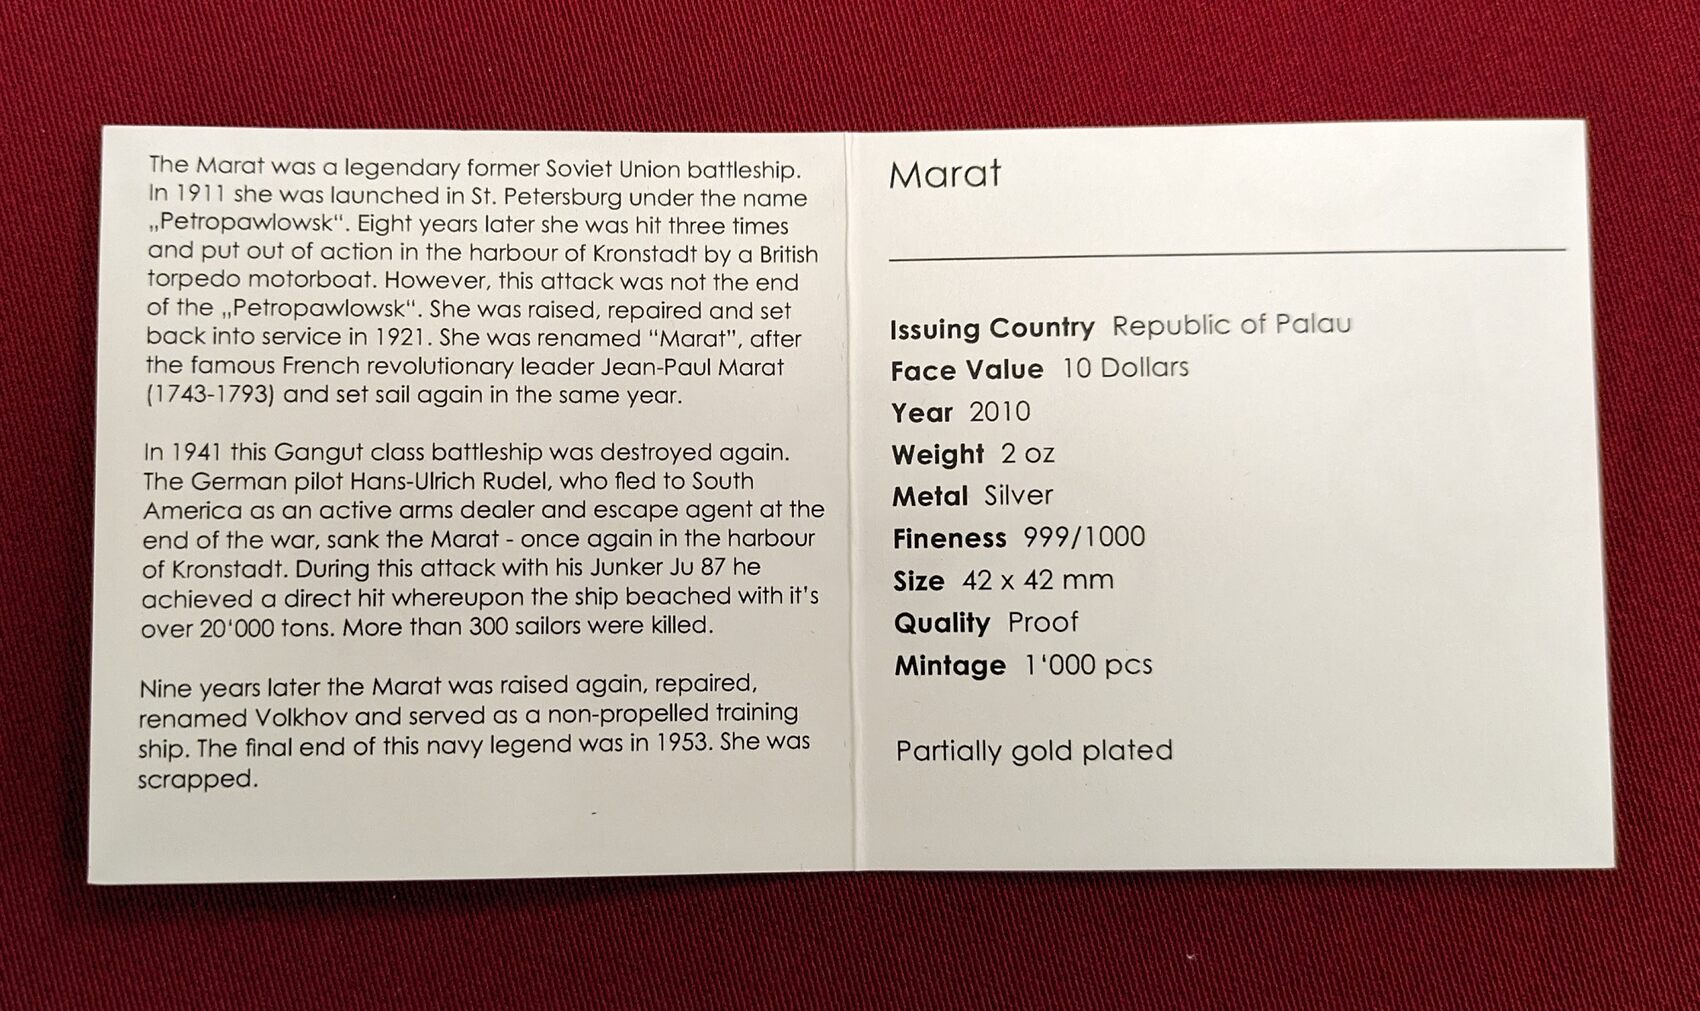 The Marat was a legendary former Soviet Union battleship.
In 1911 she was launched in St. Petersburg under the name
„Petropawlowsk“. Eight years later she was hit three times
and put out of action in the harbour of Kronstadt by a British
torpedo motorboat. However, this attack was not the end
of the „Petropawlowsk“. She was raised, repaired and set
back into service in 1921. She was renamed “Marat”, after
the famous French revolutionary leader Jean-Paul Marat
(1743-1793) and set sail again in the same year.
In 1941 this Gangut class battleship was destroyed again.
The German pilot Hans-Ulrich Rudel, who fled to South
America as an active arms dealer and escape agent at the
end of the war, sank the Marat - once again in the harbour
of Kronstadt. During this attack with his Junker Ju 87 he
achieved a direct hit whereupon the ship beached with it's
over 20‘000 tons. More than 300 sailors were killed.
Nine years later the Marat was raised again, repaired,
renamed Volkhov and served as a non-propelled training
ship. The final end of this navy legend was in 1953. She was
scrapped.
Marat
Issuing Country Republic of Palau
Face Value 10 Dollars
Year 2010
Weight 2 oz
Metal Silver
Fineness 999/1000
Size 42 x 42 mm
Quality Proof
Mintage 1‘000 pcs
Partially gold plated